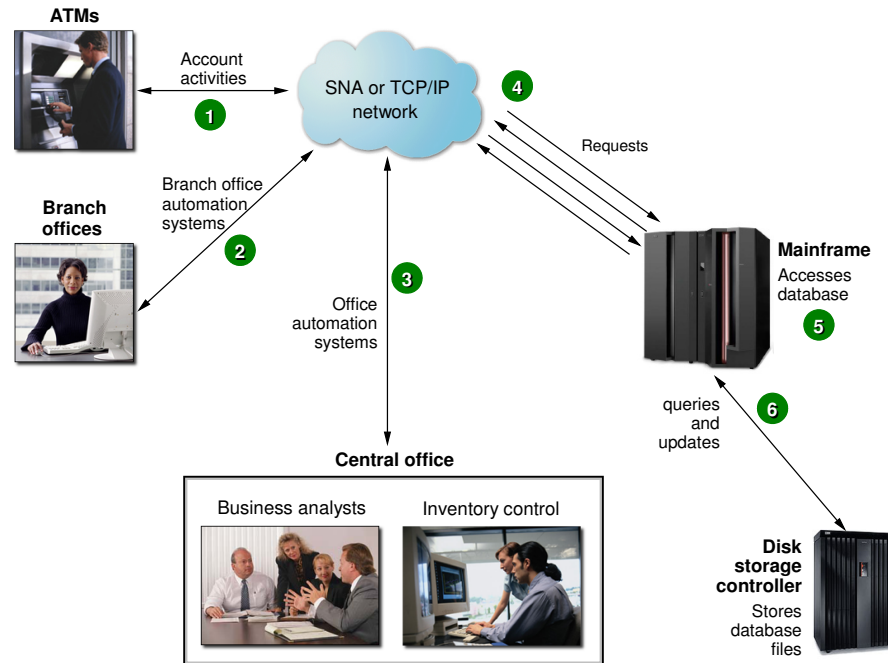 ATMs
Account
activities
1
SNA or TCP/IP
network
4
Requests
Branch
offices
Branch office
automation
systems
2
3
Office
automation
systems
Mainframe
Accesses
database
5
queries
and
updates
6
Central office
Business analysts
Inventory control
Disk
storage
controller
Stores
database
files